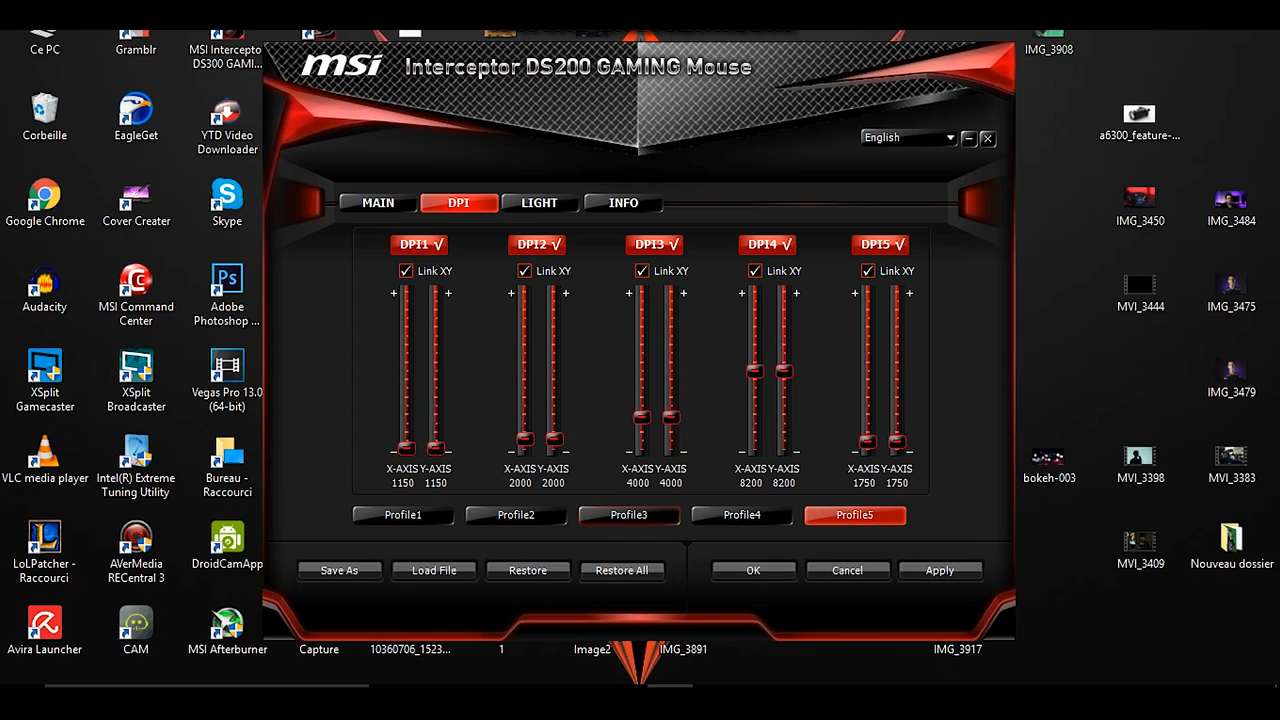 Ce PC
Gramblr
MSI Intercepto
DS300 GAMI...
msi
Interceptor DS200 GAMING Mouse
IMG_3908
Corbeille
EagleGet
YTD Video
Downloader
English
a6300_feature-...
Google Chrome
Cover Creater
Skype
MAIN
DPI
LIGHT
INFO
IMG_3450
IMG_3484
DPI1 √
DPI2 √
DPI3 √
DPI4 √
DPI5 √
Link XY
Link XY
Link XY
Link XY
Link XY
+ +
+ +
+ +
+ +
+ +
Audacity
MSI Command
Center
Ps
Adobe
Photoshop ...
MVI_3444
IMG_3475
XSplit
Gamecaster
XSplit
Broadcaster
Vegas Pro 13.0
(64-bit)
IMG_3479
VLC media player
Intel(R) Extreme
Tuning Utility
Bureau -
Raccourci
X-AXIS Y-AXIS
1150 1150
X-AXIS Y-AXIS
2000 2000
X-AXIS Y-AXIS
4000 4000
X-AXIS Y-AXIS
8200 8200
X-AXIS Y-AXIS
1750 1750
bokeh-003
MVI_3398
MVI_3383
Profile1
Profile2
Profile3
Profile4
Profile5
LoLPatcher -
Raccourci
AVerMedia
RECentral 3
DroidCamApp
Save As
Load File
Restore
Restore All
OK
Cancel
Apply
MVI_3409
Nouveau dossier
Avira Launcher
CAM
MSI Afterburner
Capture
10360706_1523...
1
Image2
IMG_3891
IMG_3917